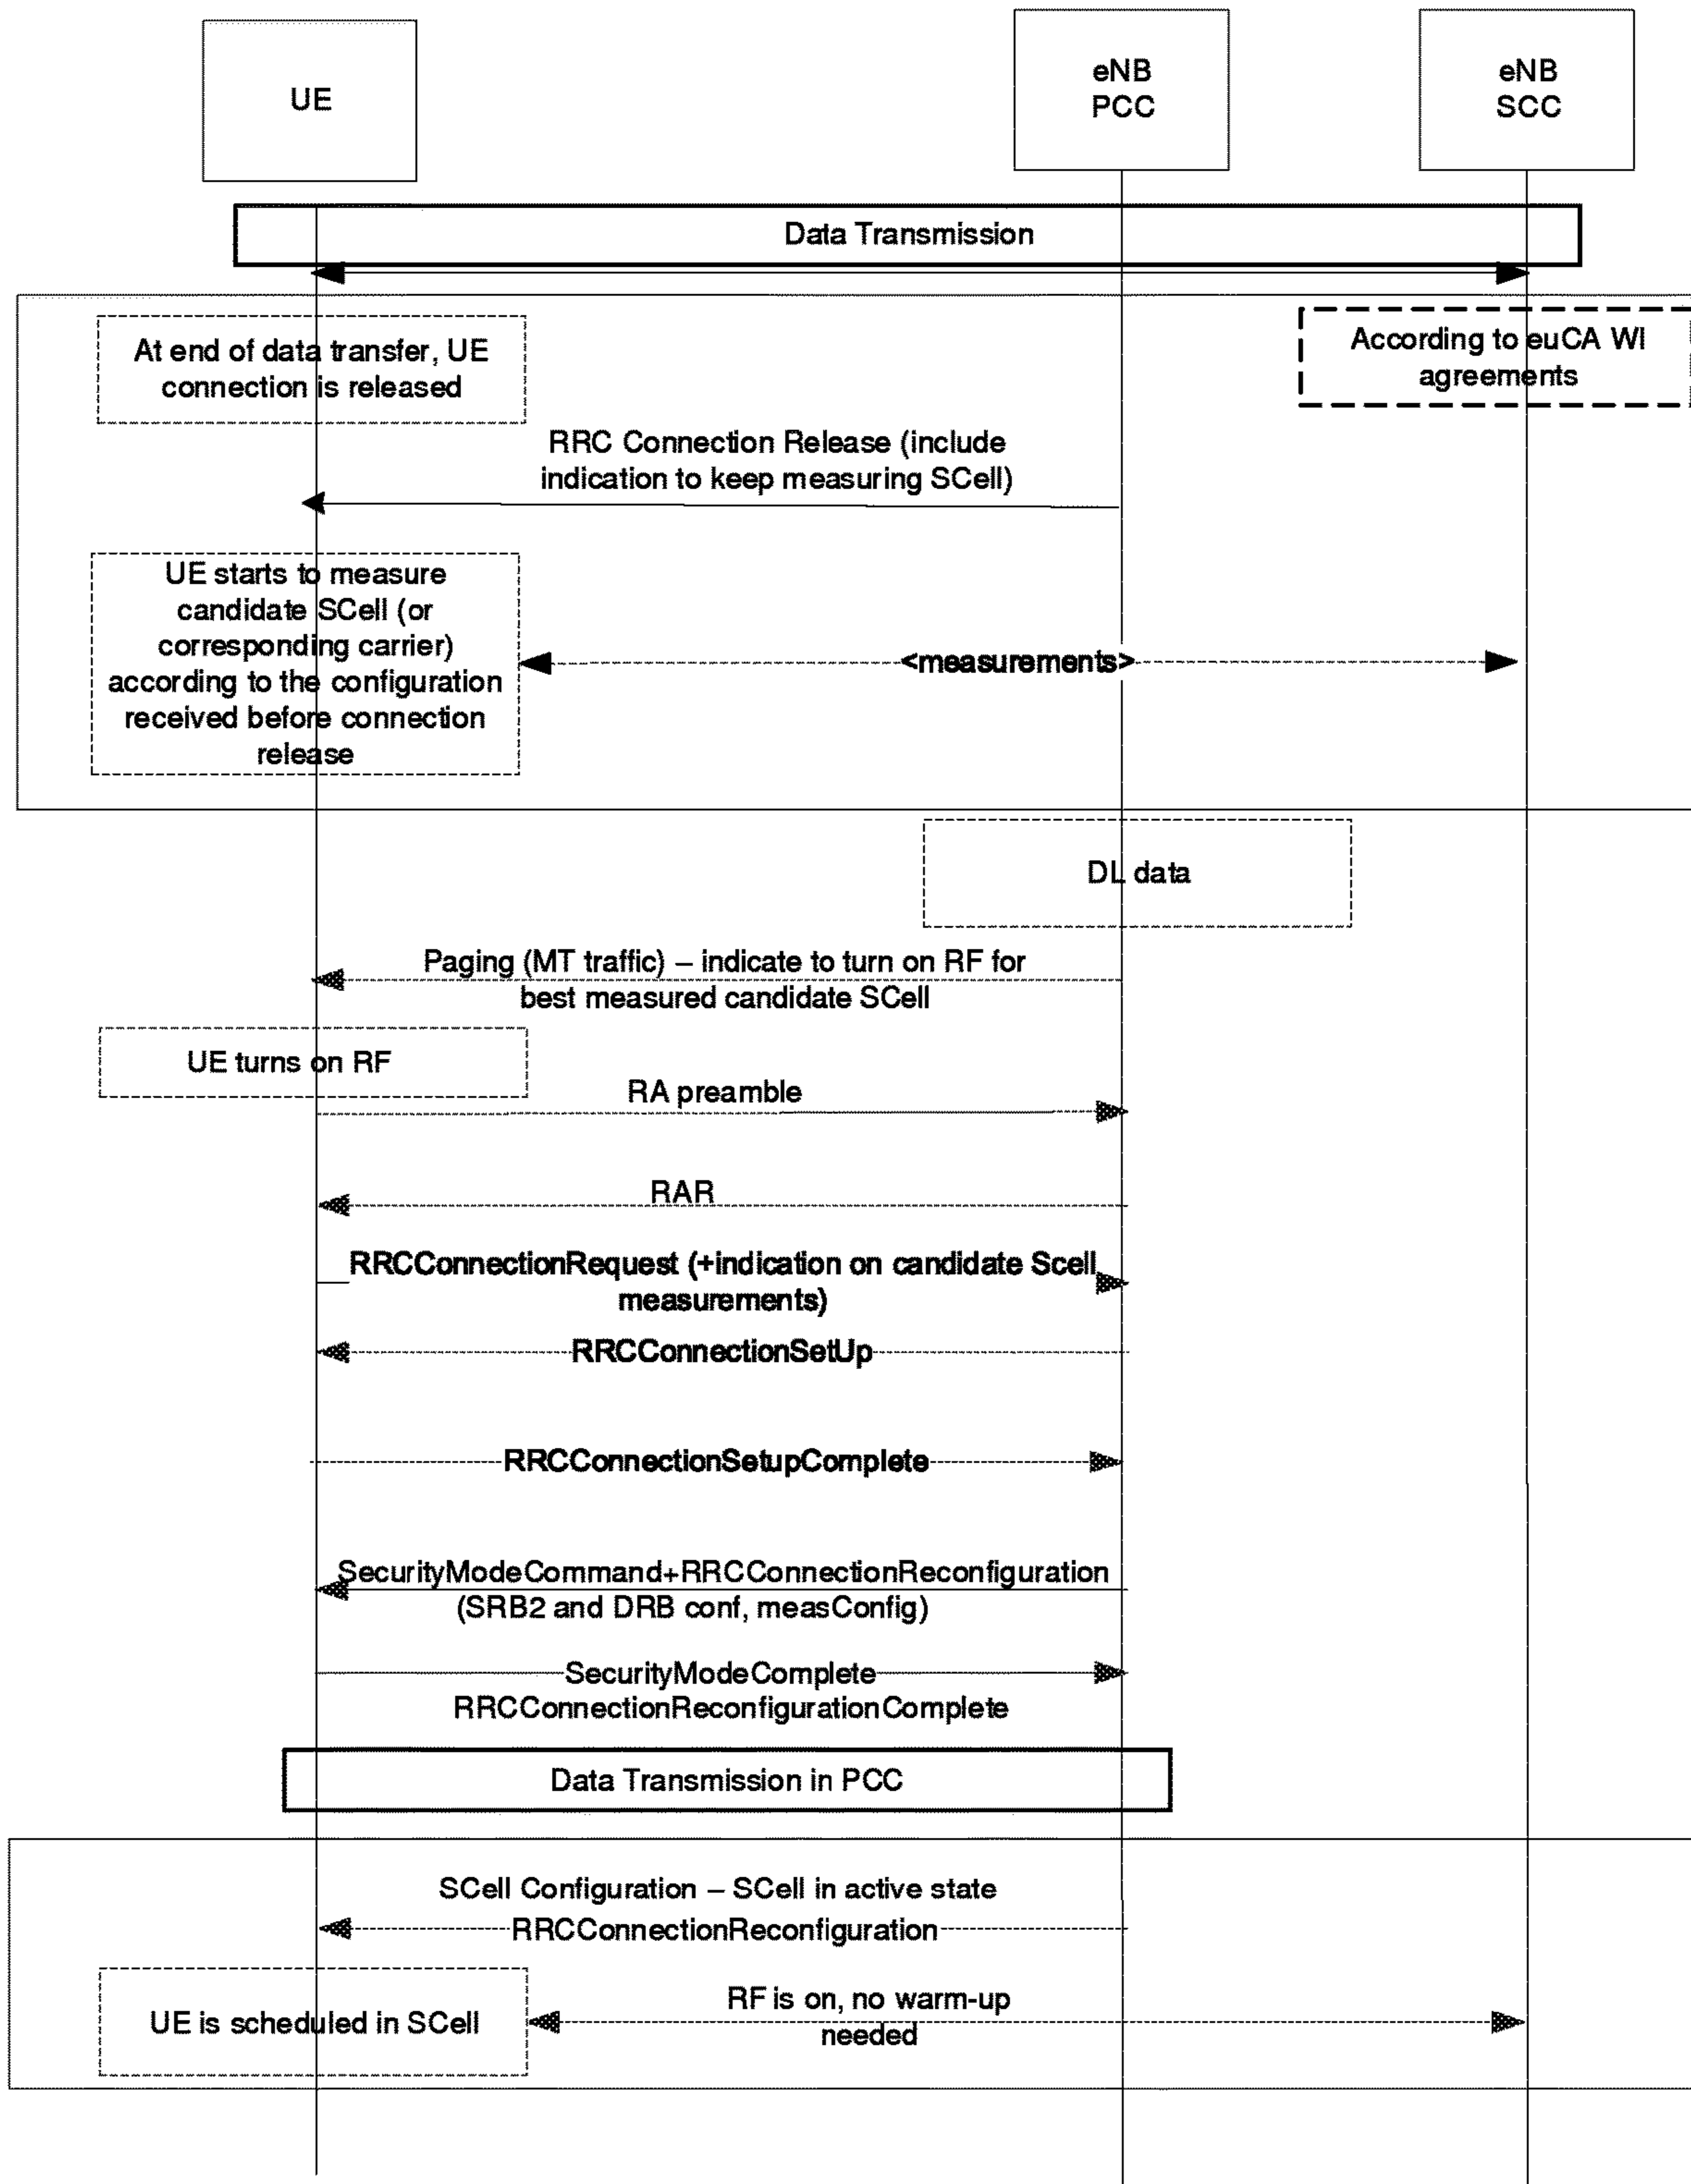 UE
eNB
PCC
eNB
SCC
Data Transmission
At end of data transfer, UE
connection is released
According to euCA WI
agreements
RRC Connection Release (include
indication to keep measuring SCell)
UE starts to measure
candidate SCell (or
corresponding carrier)
according to the configuration
received before connection
release
<measurements>
DL data
Paging (MT traffic) – indicate to turn on RF for
best measured candidate SCell
UE turns on RF
RA preamble
RAR
RRCConnectionRequest (+indication on candidate Scell
measurements)
RRCConnectionSetUp
RRCConnectionSetupComplete
SecurityModeCommand+RRCConnectionReconfiguration
(SRB2 and DRB conf, measConfig)
SecurityModeComplete
RRCConnectionReconfigurationComplete
Data Transmission in PCC
SCell Configuration – SCell in active state
RRCConnectionReconfiguration
UE is scheduled in SCell
RF is on, no warm-up
needed